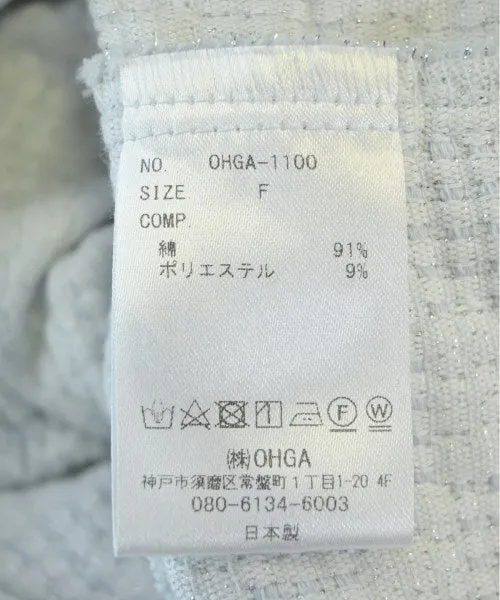 NO. OHGA-1100
SIZE F
COMP.
綿 91%
ポリエステル 9%
F W
㈱OHGA
神戸市須磨区常盤町1丁目1-20 4F
080-6134-6003
日本製